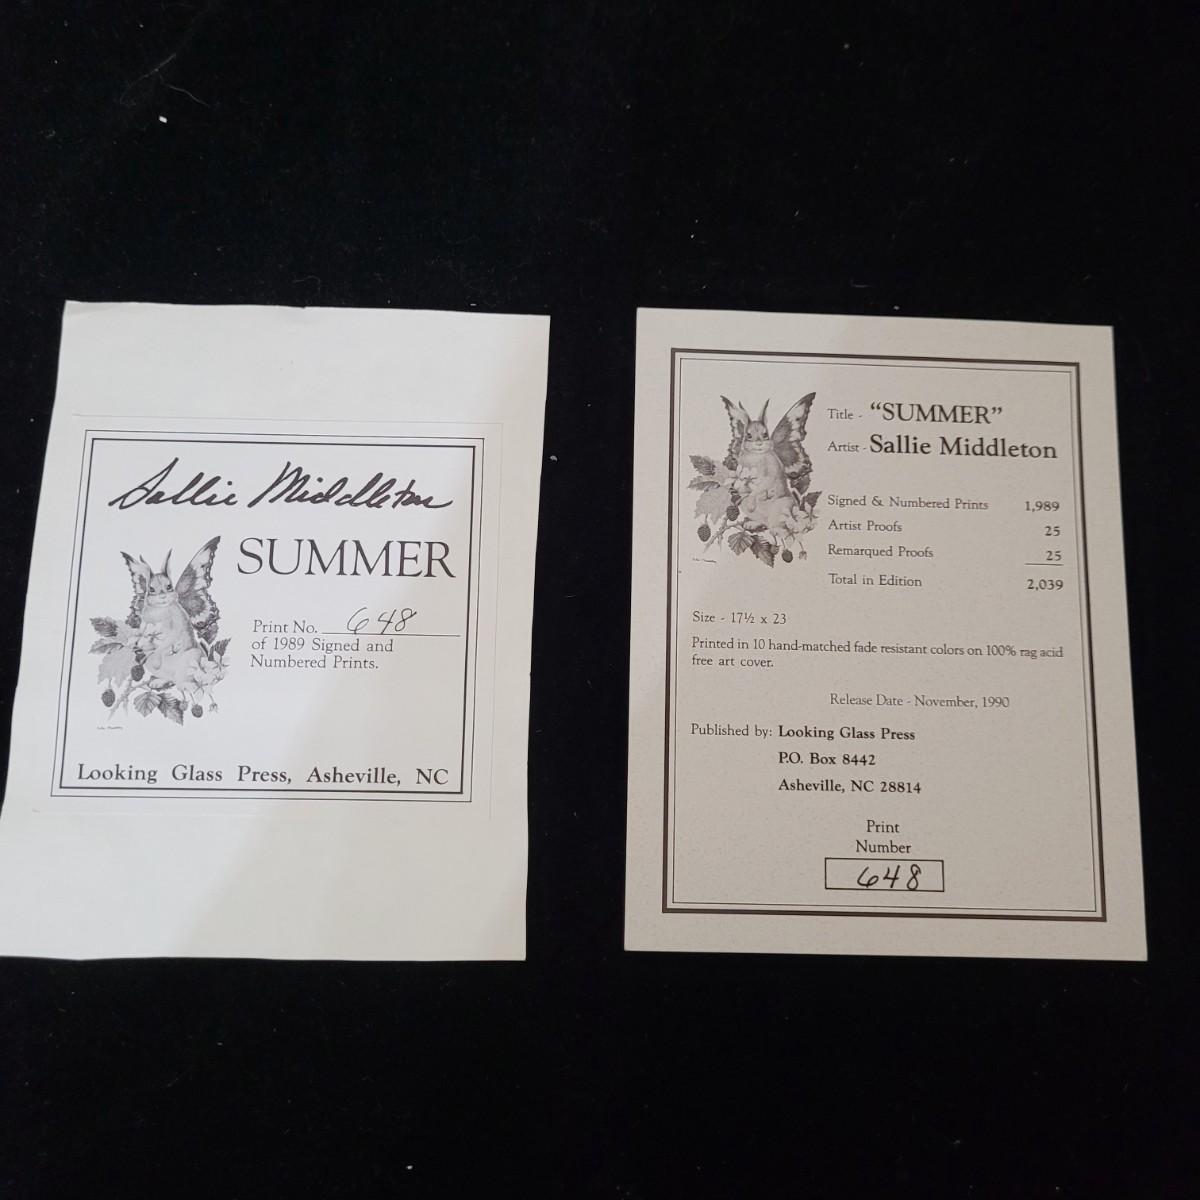 Sallie Middleton
SUMMER
Print No. 648
of 1989 Signed and
Numbered Prints.
Looking Glass Press, Asheville, NC
Title - "SUMMER"
Artist - Sallie Middleton
Signed & Numbered Prints 1,989
Artist Proofs 25
Remarqued Proofs 25
Total in Edition 2,039
Size - 17½ x 23
Printed in 10 hand-matched fade resistant colors on 100% rag acid
free art cover.
Release Date - November, 1990
Published by: Looking Glass Press
P.O. Box 8442
Asheville, NC 28814
Print
Number
648